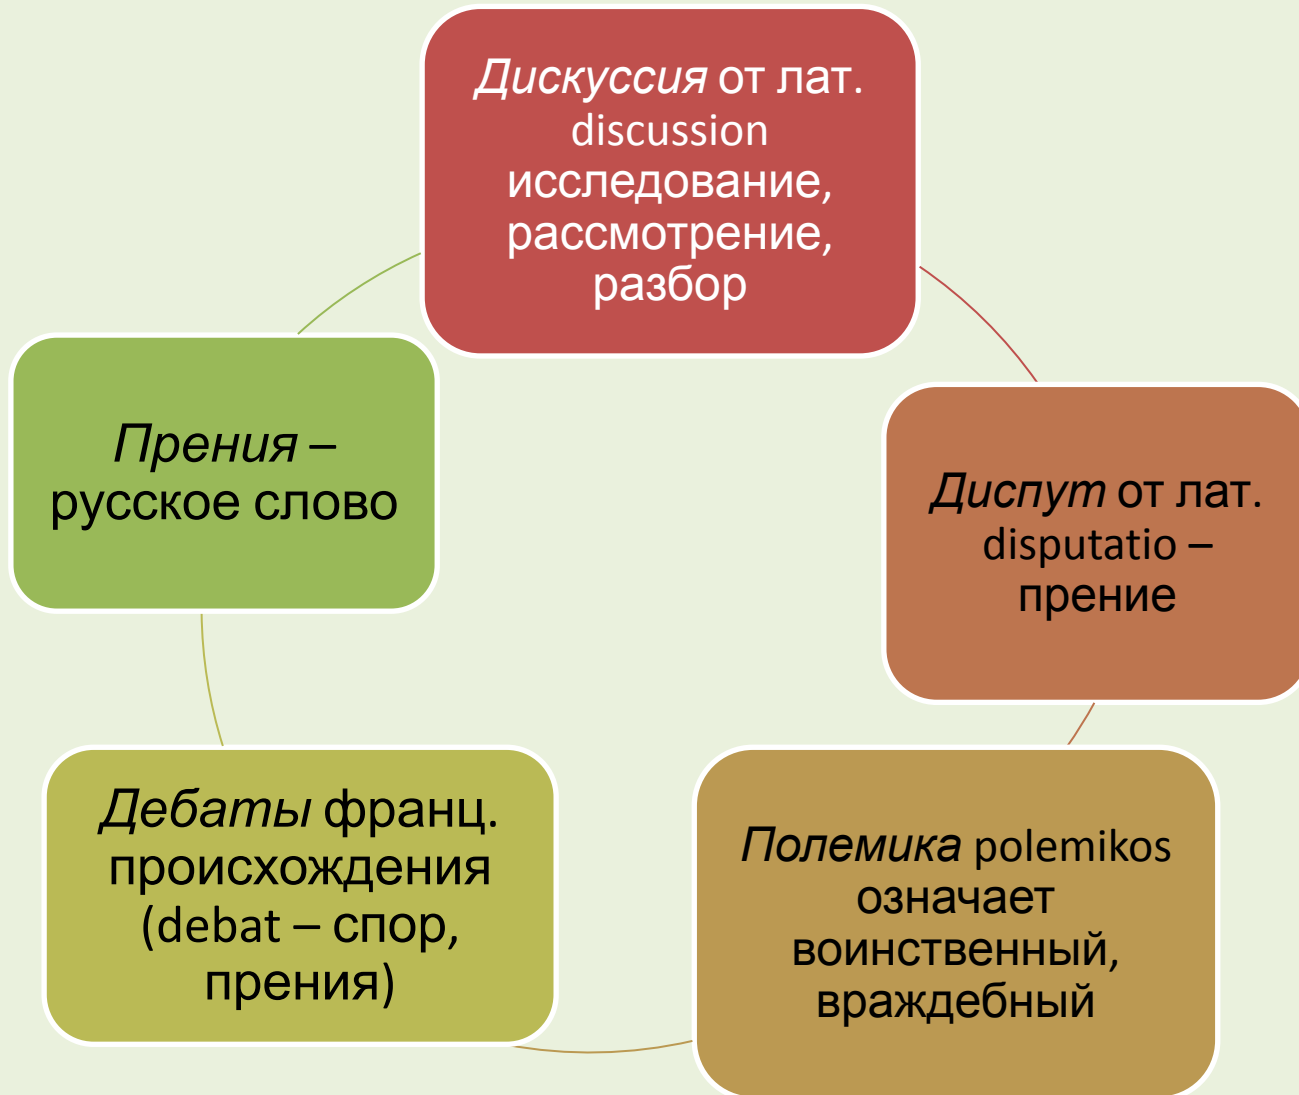 Дискуссия от лат.
discussion
исследование,
рассмотрение,
разбор
Диспут от лат.
disputatio –
прение
Полемика polemikos
означает
воинственный,
враждебный
Дебаты франц.
происхождения
(debat – спор,
прения)
Прения –
русское слово